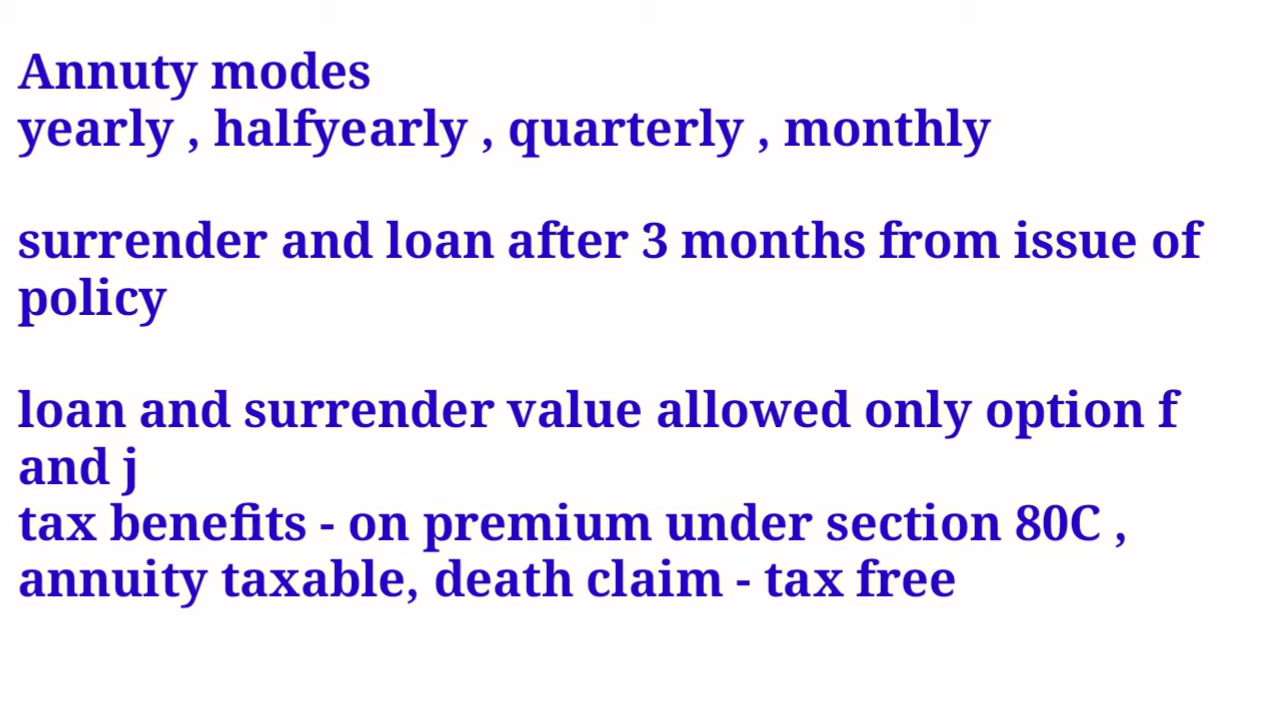 Annuty modes
yearly , halfyearly , quarterly , monthly
surrender and loan after 3 months from issue of
policy
loan and surrender value allowed only option f
and j
tax benefits - on premium under section 80C ,
annuity taxable, death claim - tax free